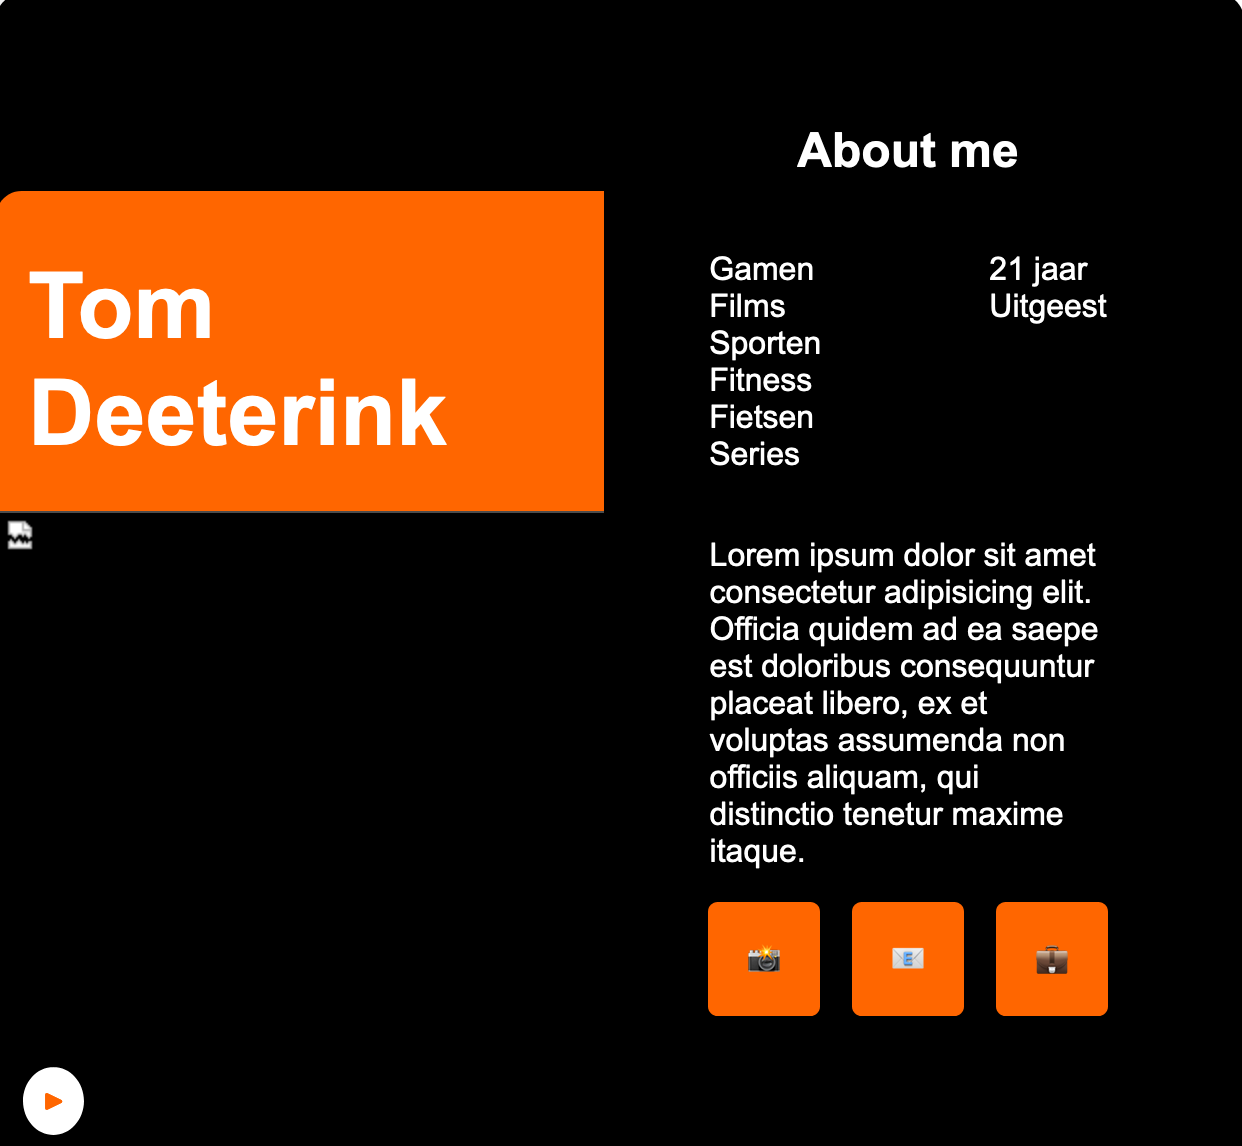 Tom
Deeterink
About me
Gamen
Films
Sporten
Fitness
Fietsen
Series
21 jaar
Uitgeest
Lorem ipsum dolor sit amet
consectetur adipisicing elit.
Officia quidem ad ea saepe
est doloribus consequuntur
placeat libero, ex et
voluptas assumenda non
officiis aliquam, qui
distinctio tenetur maxime
itaque.